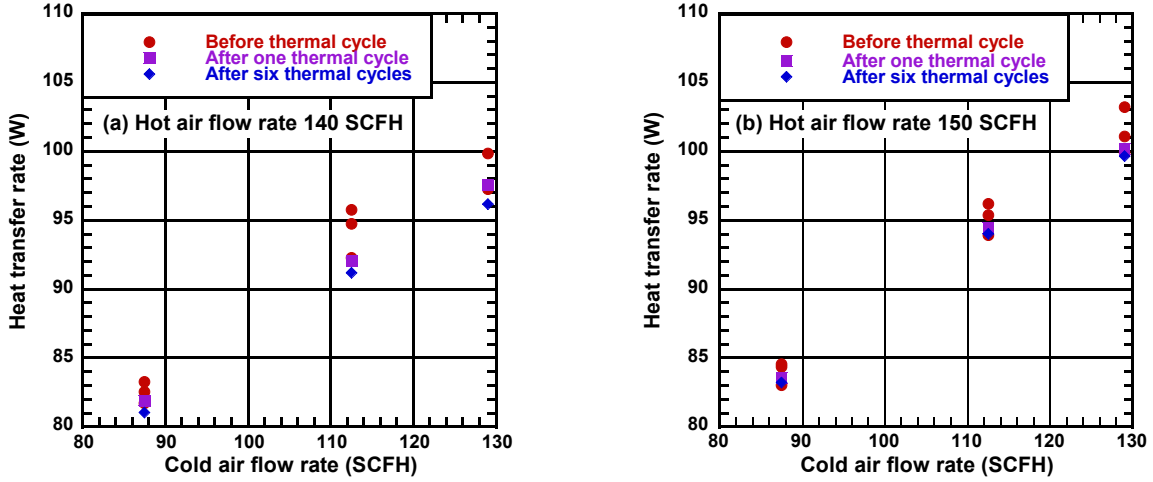 110
105
100
95
90
85
80
Heat transfer rate (W)
Before thermal cycle
After one thermal cycle
After six thermal cycles
(a) Hot air flow rate 140 SCFH
80 90 100 110 120 130
Cold air flow rate (SCFH)
110
105
100
95
90
85
80
Heat transfer rate (W)
Before thermal cycle
After one thermal cycle
After six thermal cycles
(b) Hot air flow rate 150 SCFH
80 90 100 110 120 130
Cold air flow rate (SCFH)